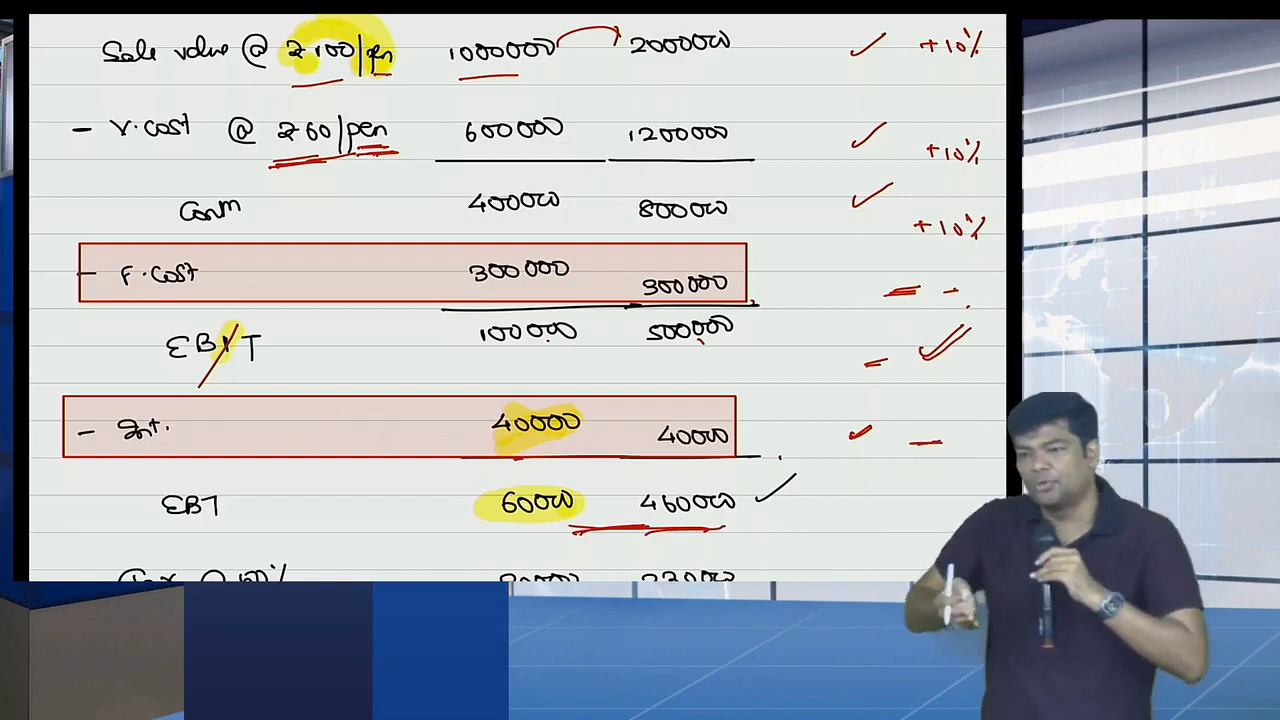 Sale value @ ₹100/pen 1000000 2000000 +10%
- V.cost @ ₹60/pen 600000 1200000 +10%
Conm 400000 800000 +10%
- F.cost 300000 300000
EBIT 100000 500000
- Int. 40000 40000
EBT 60000 460000